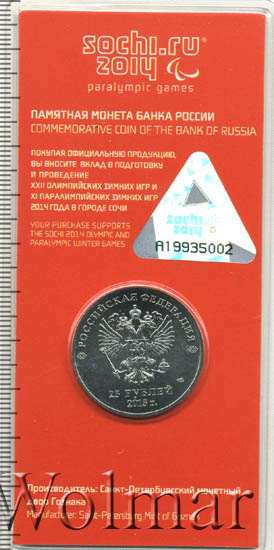 sochi.ru
2014
paralympic games
ПАМЯТНАЯ МОНЕТА БАНКА РОССИИ
COMMEMORATIVE COIN OF THE BANK OF RUSSIA
ПОКУПАЯ ОФИЦИАЛЬНУЮ ПРОДУКЦИЮ,
ВЫ ВНОСИТЕ ВКЛАД В ПОДГОТОВКУ
И ПРОВЕДЕНИЕ
XXII ОЛИМПИЙСКИХ ЗИМНИХ ИГР И
XI ПАРАЛИМПИЙСКИХ ЗИМНИХ ИГР
2014 ГОДА В ГОРОДЕ СОЧИ
YOUR PURCHASE SUPPORTS
THE SOCHI 2014 OLYMPIC AND
PARALYMPIC WINTER GAMES
sochi.ru
2014
A19935002
РОССИЙСКАЯ ФЕДЕРАЦИЯ
25 РУБЛЕЙ
2013 г.
Производитель: Санкт-Петербургский монетный
двор Гознака
Manufacturer: Sankt-Petersburg Mint of Goznak
Wolmar